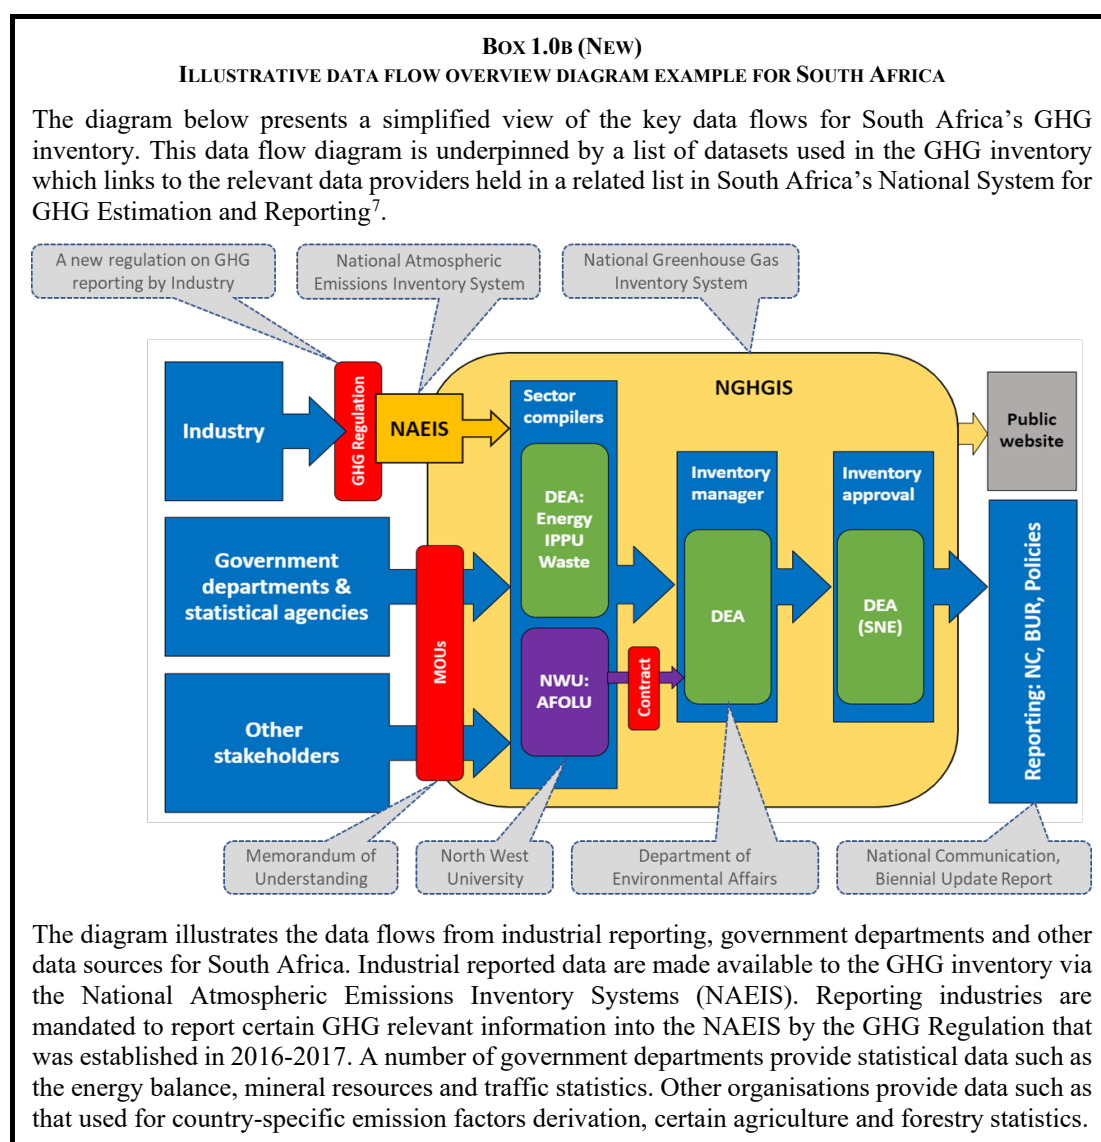 BOX 1.0B (NEW)
ILLUSTRATIVE DATA FLOW OVERVIEW DIAGRAM EXAMPLE FOR SOUTH AFRICA
The diagram below presents a simplified view of the key data flows for South Africa’s GHG
inventory. This data flow diagram is underpinned by a list of datasets used in the GHG inventory
which links to the relevant data providers held in a related list in South Africa’s National System for
GHG Estimation and Reporting7.
A new regulation on GHG
reporting by Industry
National Atmospheric
Emissions Inventory System
National Greenhouse Gas
Inventory System
Industry
GHG Regulation
NAEIS
Sector
compilers
NGHGIS
Public
website
DEA:
Energy
IPPU
Waste
Inventory
manager
Inventory
approval
Government
departments &
statistical agencies
MOUs
DEA
DEA
(SNE)
Reporting: NC, BUR, Policies
NWU:
AFOLU
Contract
Other
stakeholders
Memorandum of
Understanding
North West
University
Department of
Environmental Affairs
National Communication,
Biennial Update Report
The diagram illustrates the data flows from industrial reporting, government departments and other
data sources for South Africa. Industrial reported data are made available to the GHG inventory via
the National Atmospheric Emissions Inventory Systems (NAEIS). Reporting industries are
mandated to report certain GHG relevant information into the NAEIS by the GHG Regulation that
was established in 2016-2017. A number of government departments provide statistical data such as
the energy balance, mineral resources and traffic statistics. Other organisations provide data such as
that used for country-specific emission factors derivation, certain agriculture and forestry statistics.